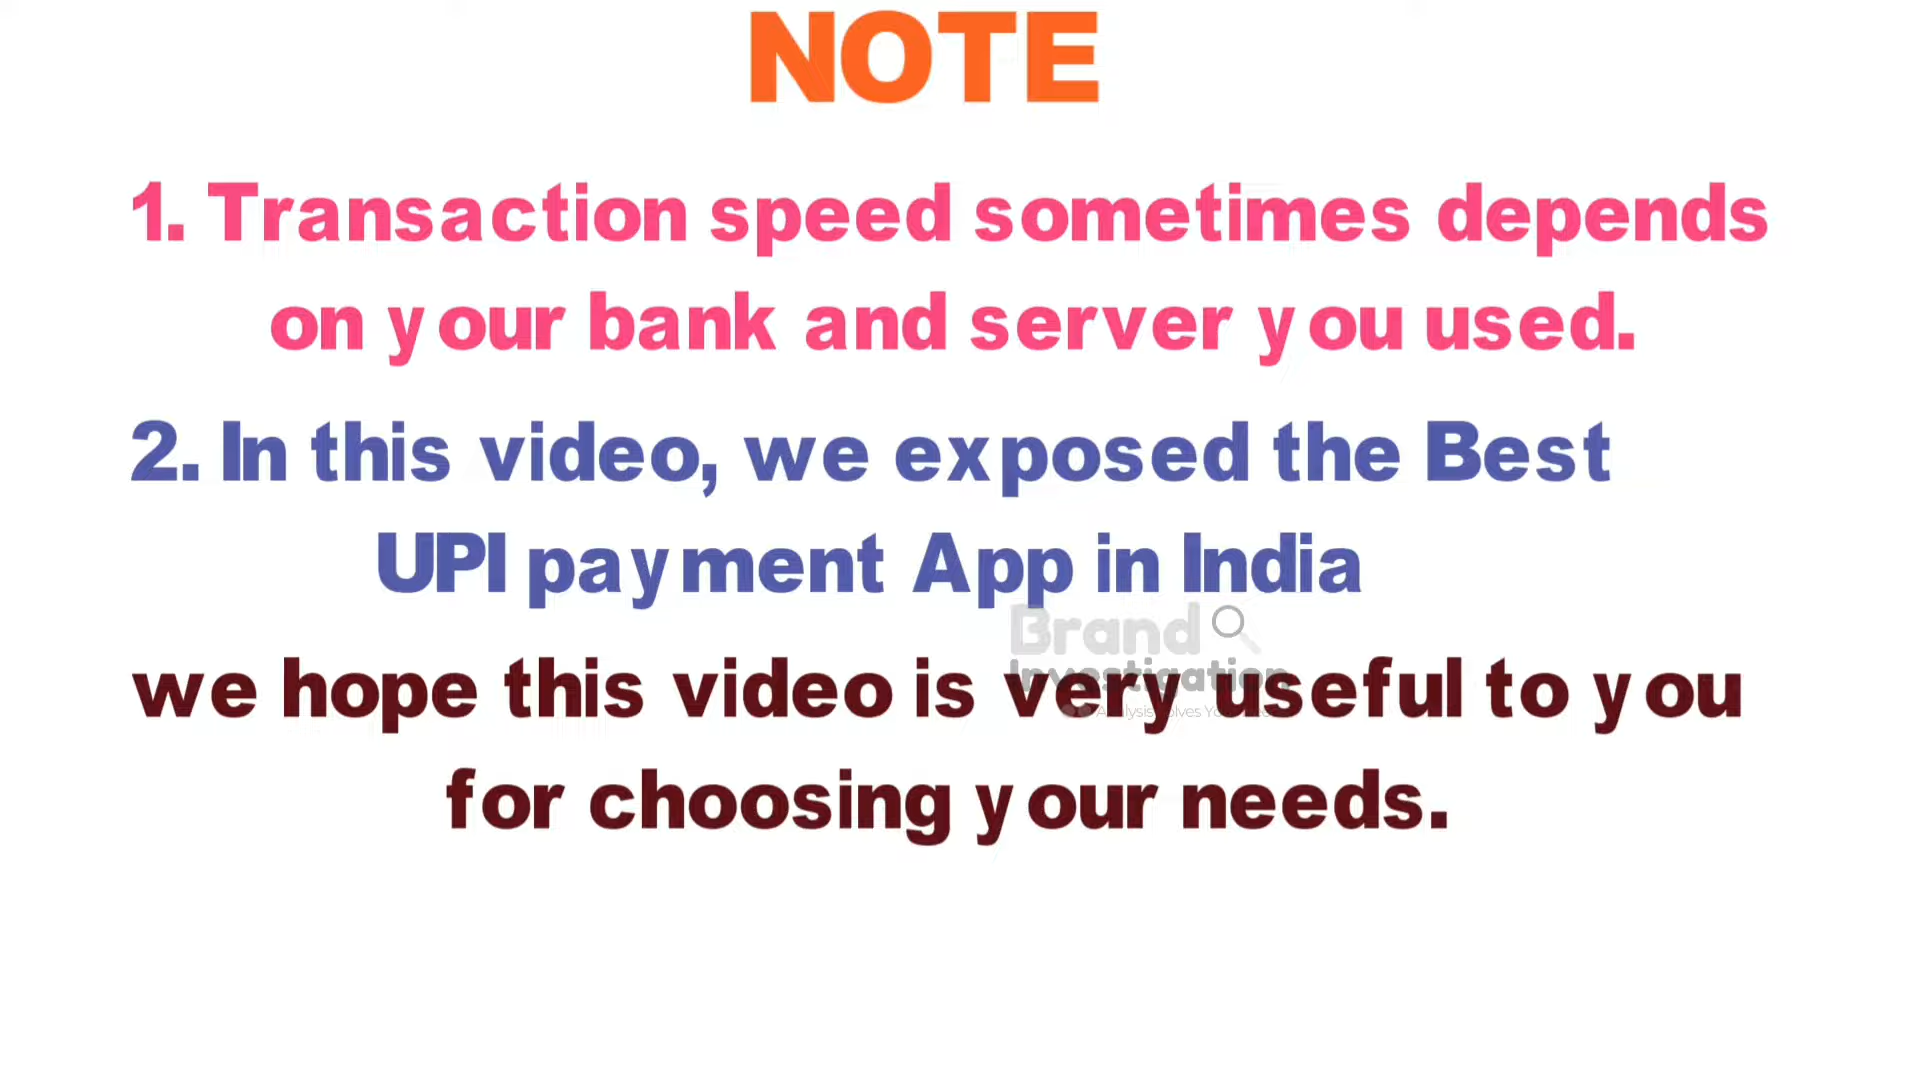 NOTE
1. Transaction speed sometimes depends
on your bank and server you used.
2. In this video, we exposed the Best
UPI payment App in India
Brand
Investigation
we hope this video is very useful to you
for choosing your needs.